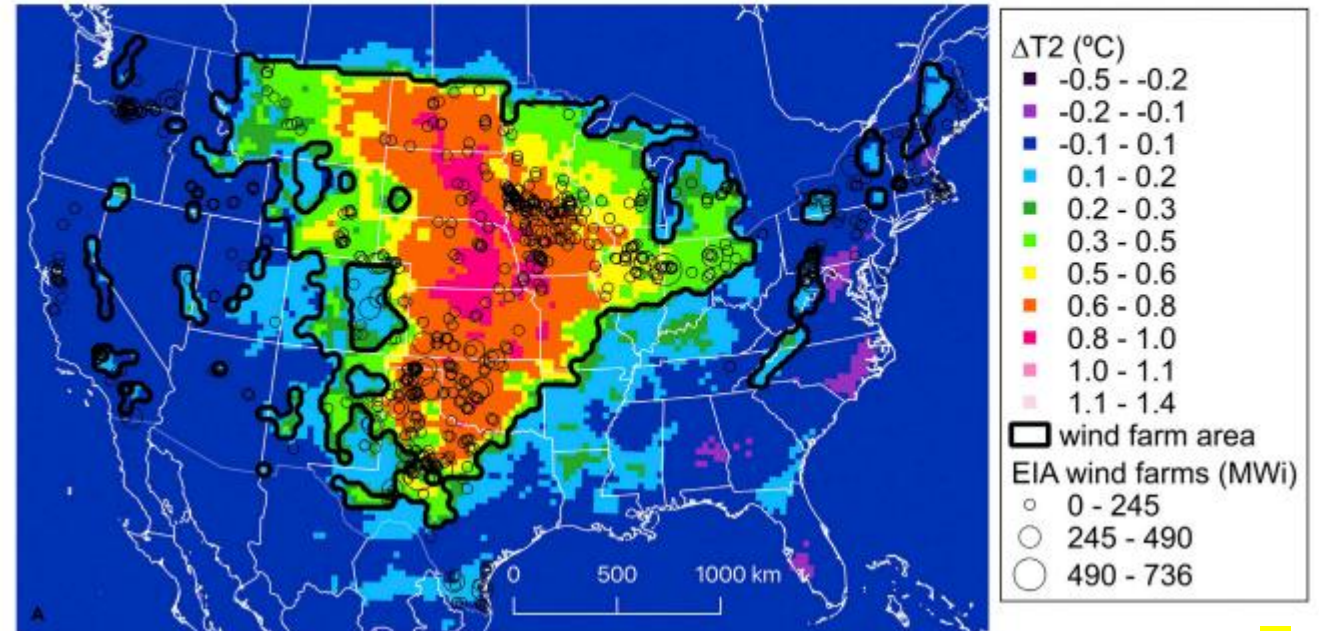 ΔT2 (ºC)
-0.5 - -0.2
-0.2 - -0.1
-0.1 - 0.1
0.1 - 0.2
0.2 - 0.3
0.3 - 0.5
0.5 - 0.6
0.6 - 0.8
0.8 - 1.0
1.0 - 1.1
1.1 - 1.4
wind farm area
EIA wind farms (MWi)
0 - 245
245 - 490
490 - 736
0 500 1000 km
A